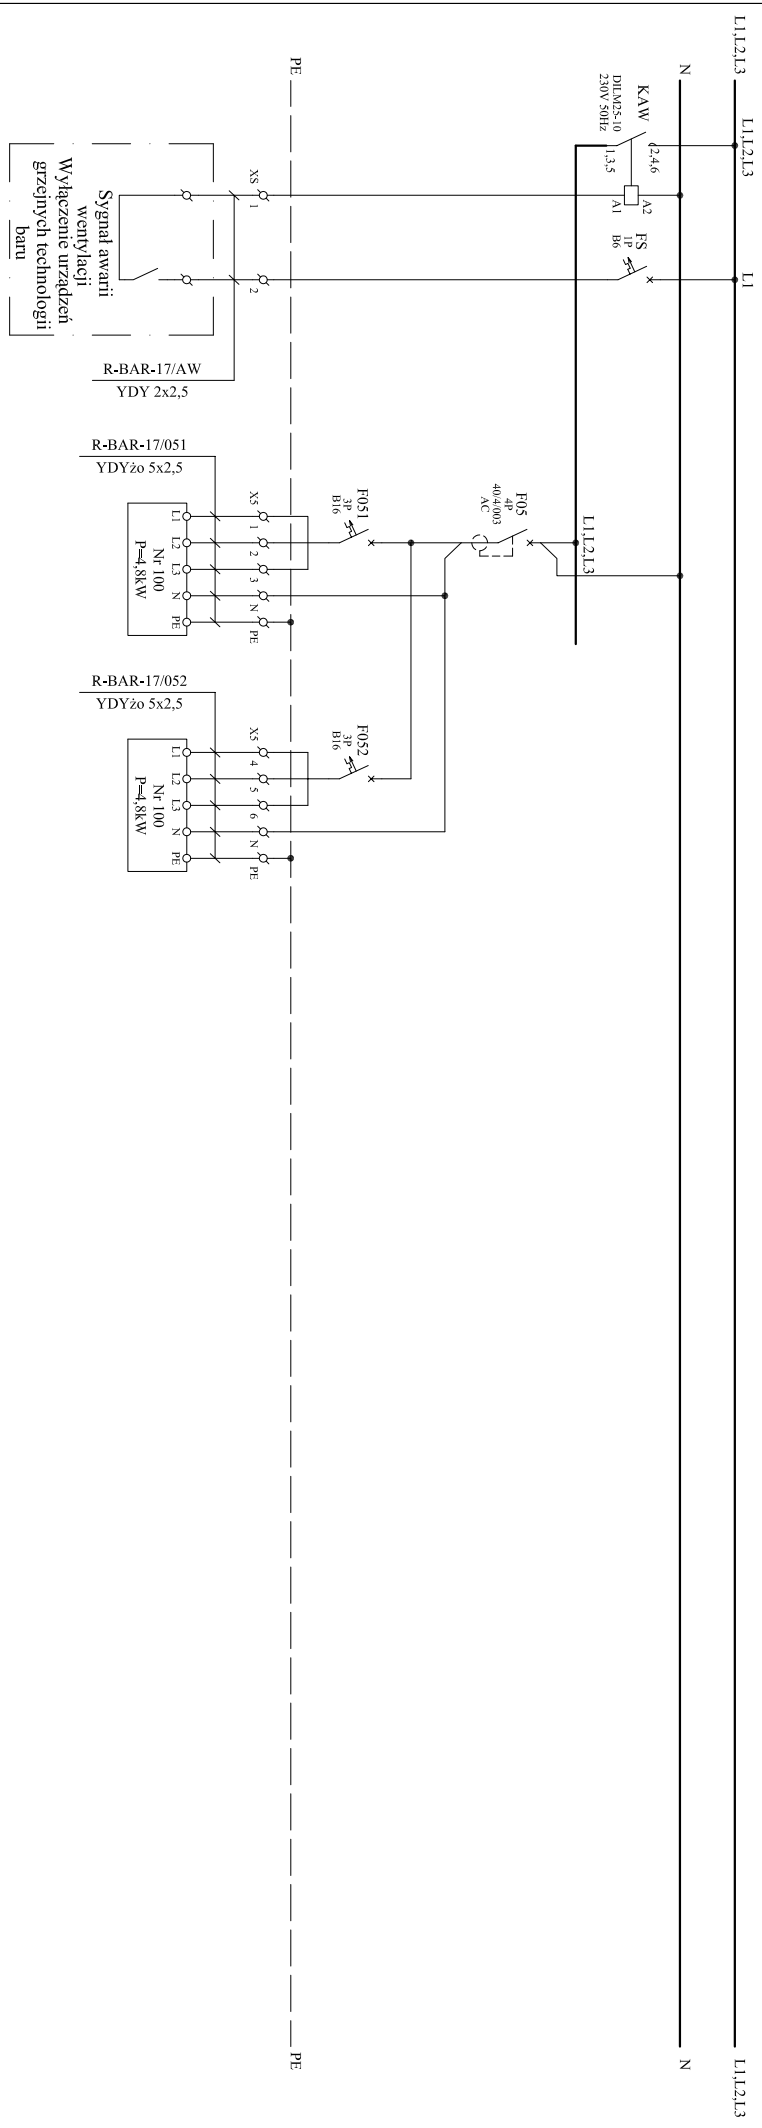 L1,L2,L3
L1,L2,L3
L1
L1,L2,L3
N
N
KAW
DILM25-10
230V 50Hz
2,4,6
1,3,5
A2
A1
FS
1P
B6
L1,L2,L3
F05
4P
40/4/003
AC
F051
3P
B16
F052
3P
B16
PE
PE
XS
1
2
X5
1
2
3
N
PE
X5
4
5
6
N
PE
R-BAR-17/AW
YDY 2x2,5
R-BAR-17/051
YDYżo 5x2,5
R-BAR-17/052
YDYżo 5x2,5
Sygnał awarii
wentylacji
Wyłączenie urządzeń
grzejnych technologii
baru
L1
L2
L3
N
PE
Nr 100
P=4,8kW
L1
L2
L3
N
PE
Nr 100
P=4,8kW